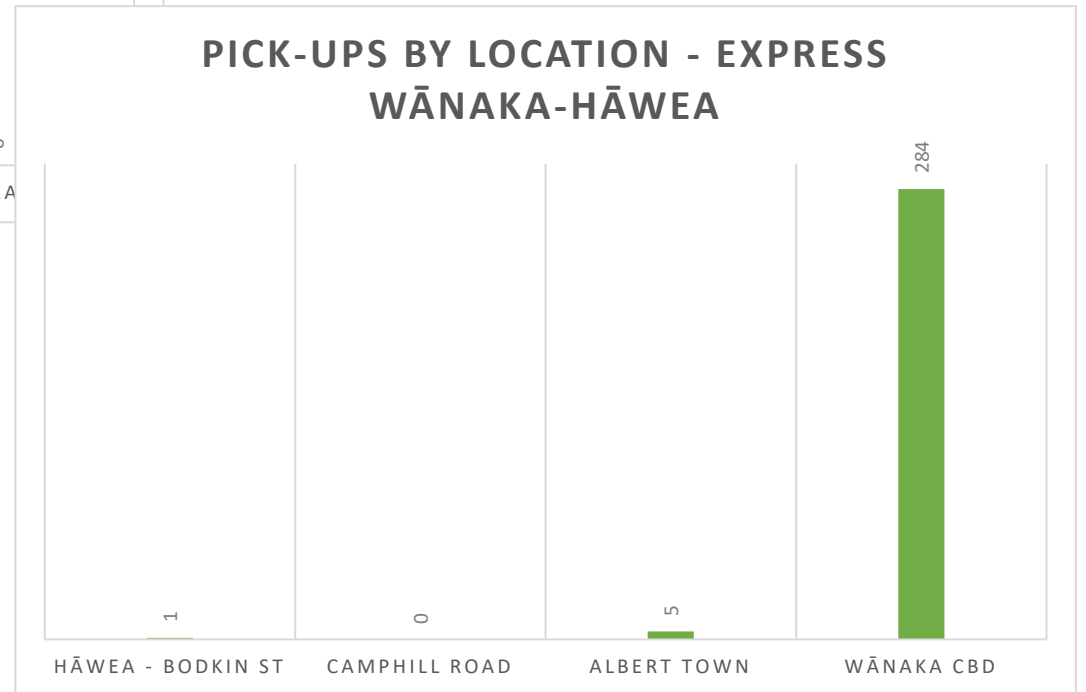 PICK-UPS BY LOCATION - EXPRESS
WĀNAKA-HĀWEA
284
1
0
5
HĀWEA - BODKIN ST
CAMPHILL ROAD
ALBERT TOWN
WĀNAKA CBD